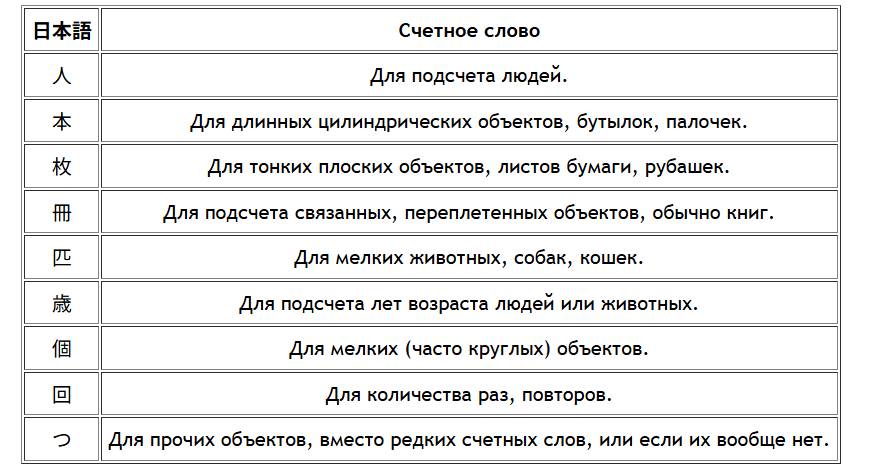 日本語 Счетное слово
人 Для подсчета людей.
本 Для длинных цилиндрических объектов, бутылок, палочек.
枚 Для тонких плоских объектов, листов бумаги, рубашек.
冊 Для подсчета связанных, переплетенных объектов, обычно книг.
匹 Для мелких животных, собак, кошек.
歳 Для подсчета лет возраста людей или животных.
個 Для мелких (часто круглых) объектов.
回 Для количества раз, повторов.
つ Для прочих объектов, вместо редких счетных слов, или если их вообще нет.